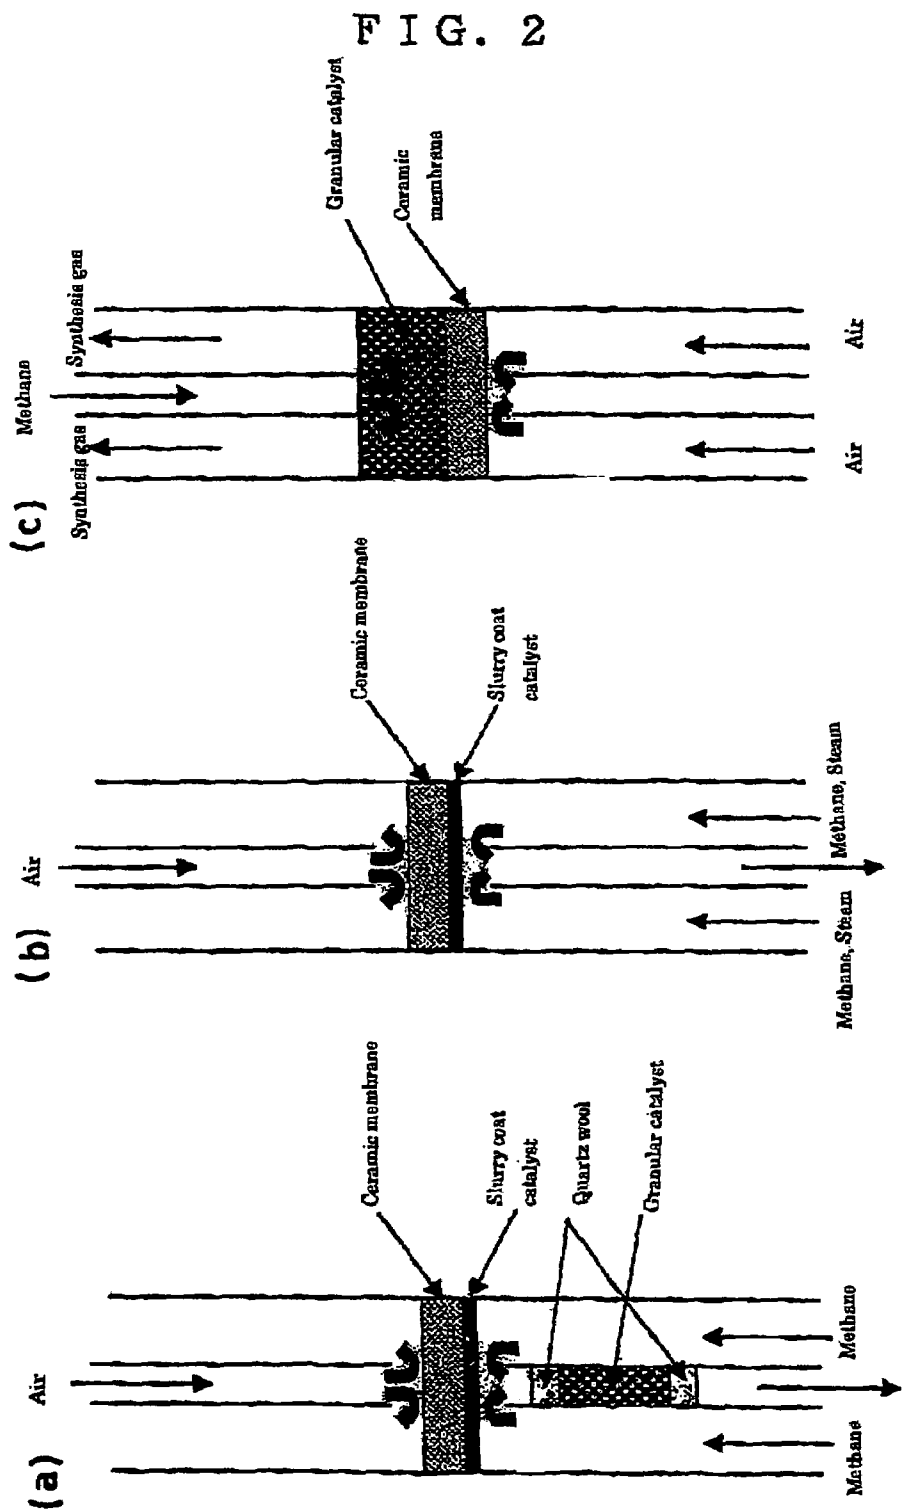 FIG. 2
(c)
Methane
Synthesis gas
Synthesis gas
Granular catalyst
Ceramic
membrane
Air
Air
(b)
Air
Ceramic membrane
Slurry coat
catalyst
Methane, Steam
Methane, Steam
(a)
Air
Ceramic membrane
Slurry coat
catalyst
Quartz wool
Granular catalyst
Methane
Methane